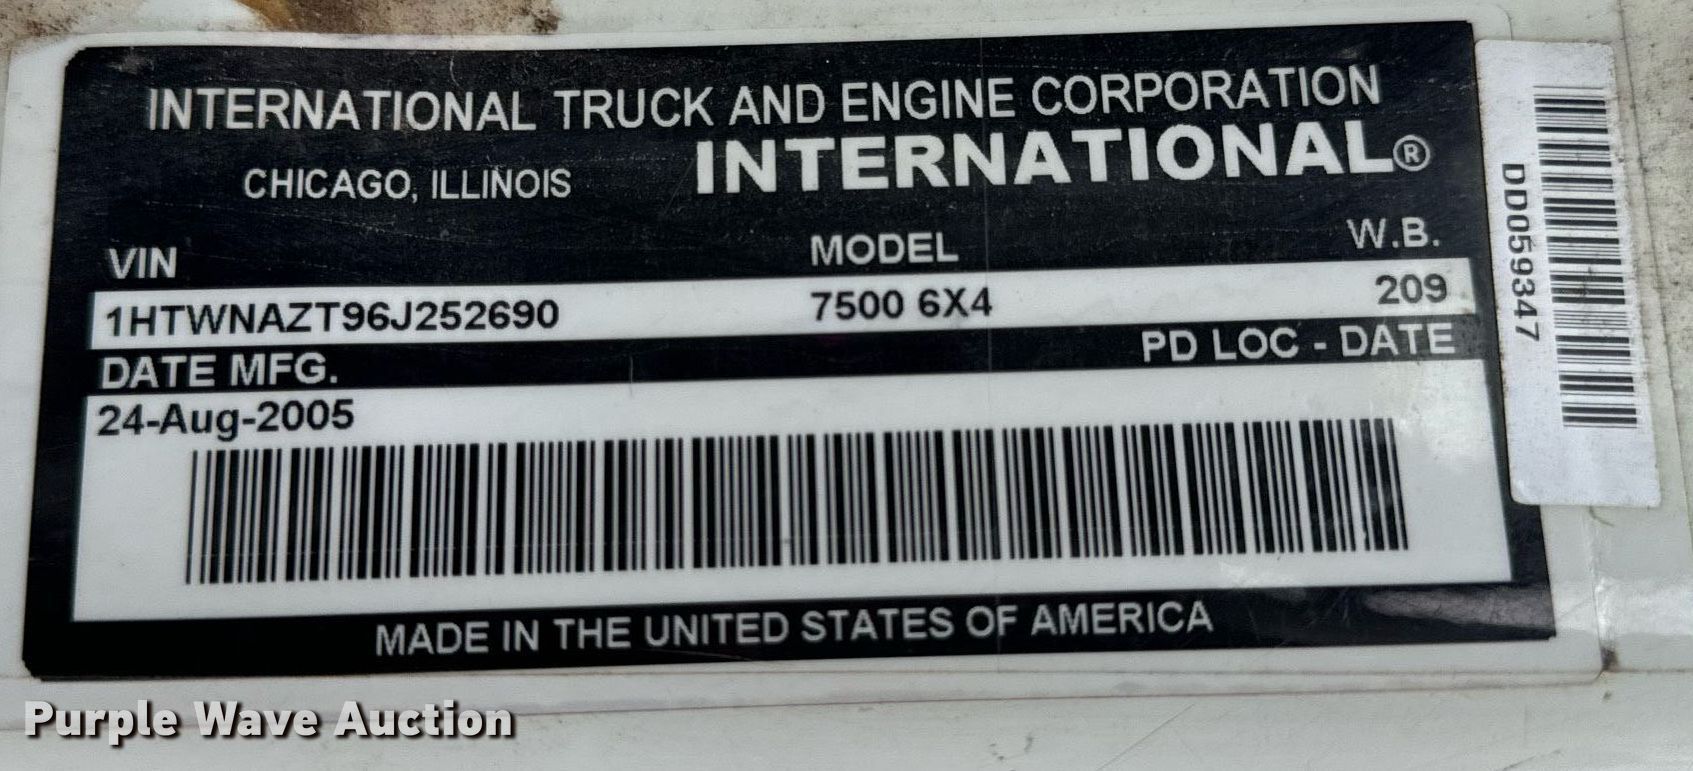 INTERNATIONAL TRUCK AND ENGINE CORPORATION
CHICAGO, ILLINOIS INTERNATIONAL®
VIN MODEL W.B.
1HTWNAZT96J252690 7500 6X4 209
DATE MFG. PD LOC - DATE
24-Aug-2005
MADE IN THE UNITED STATES OF AMERICA
DD059347
Purple Wave Auction